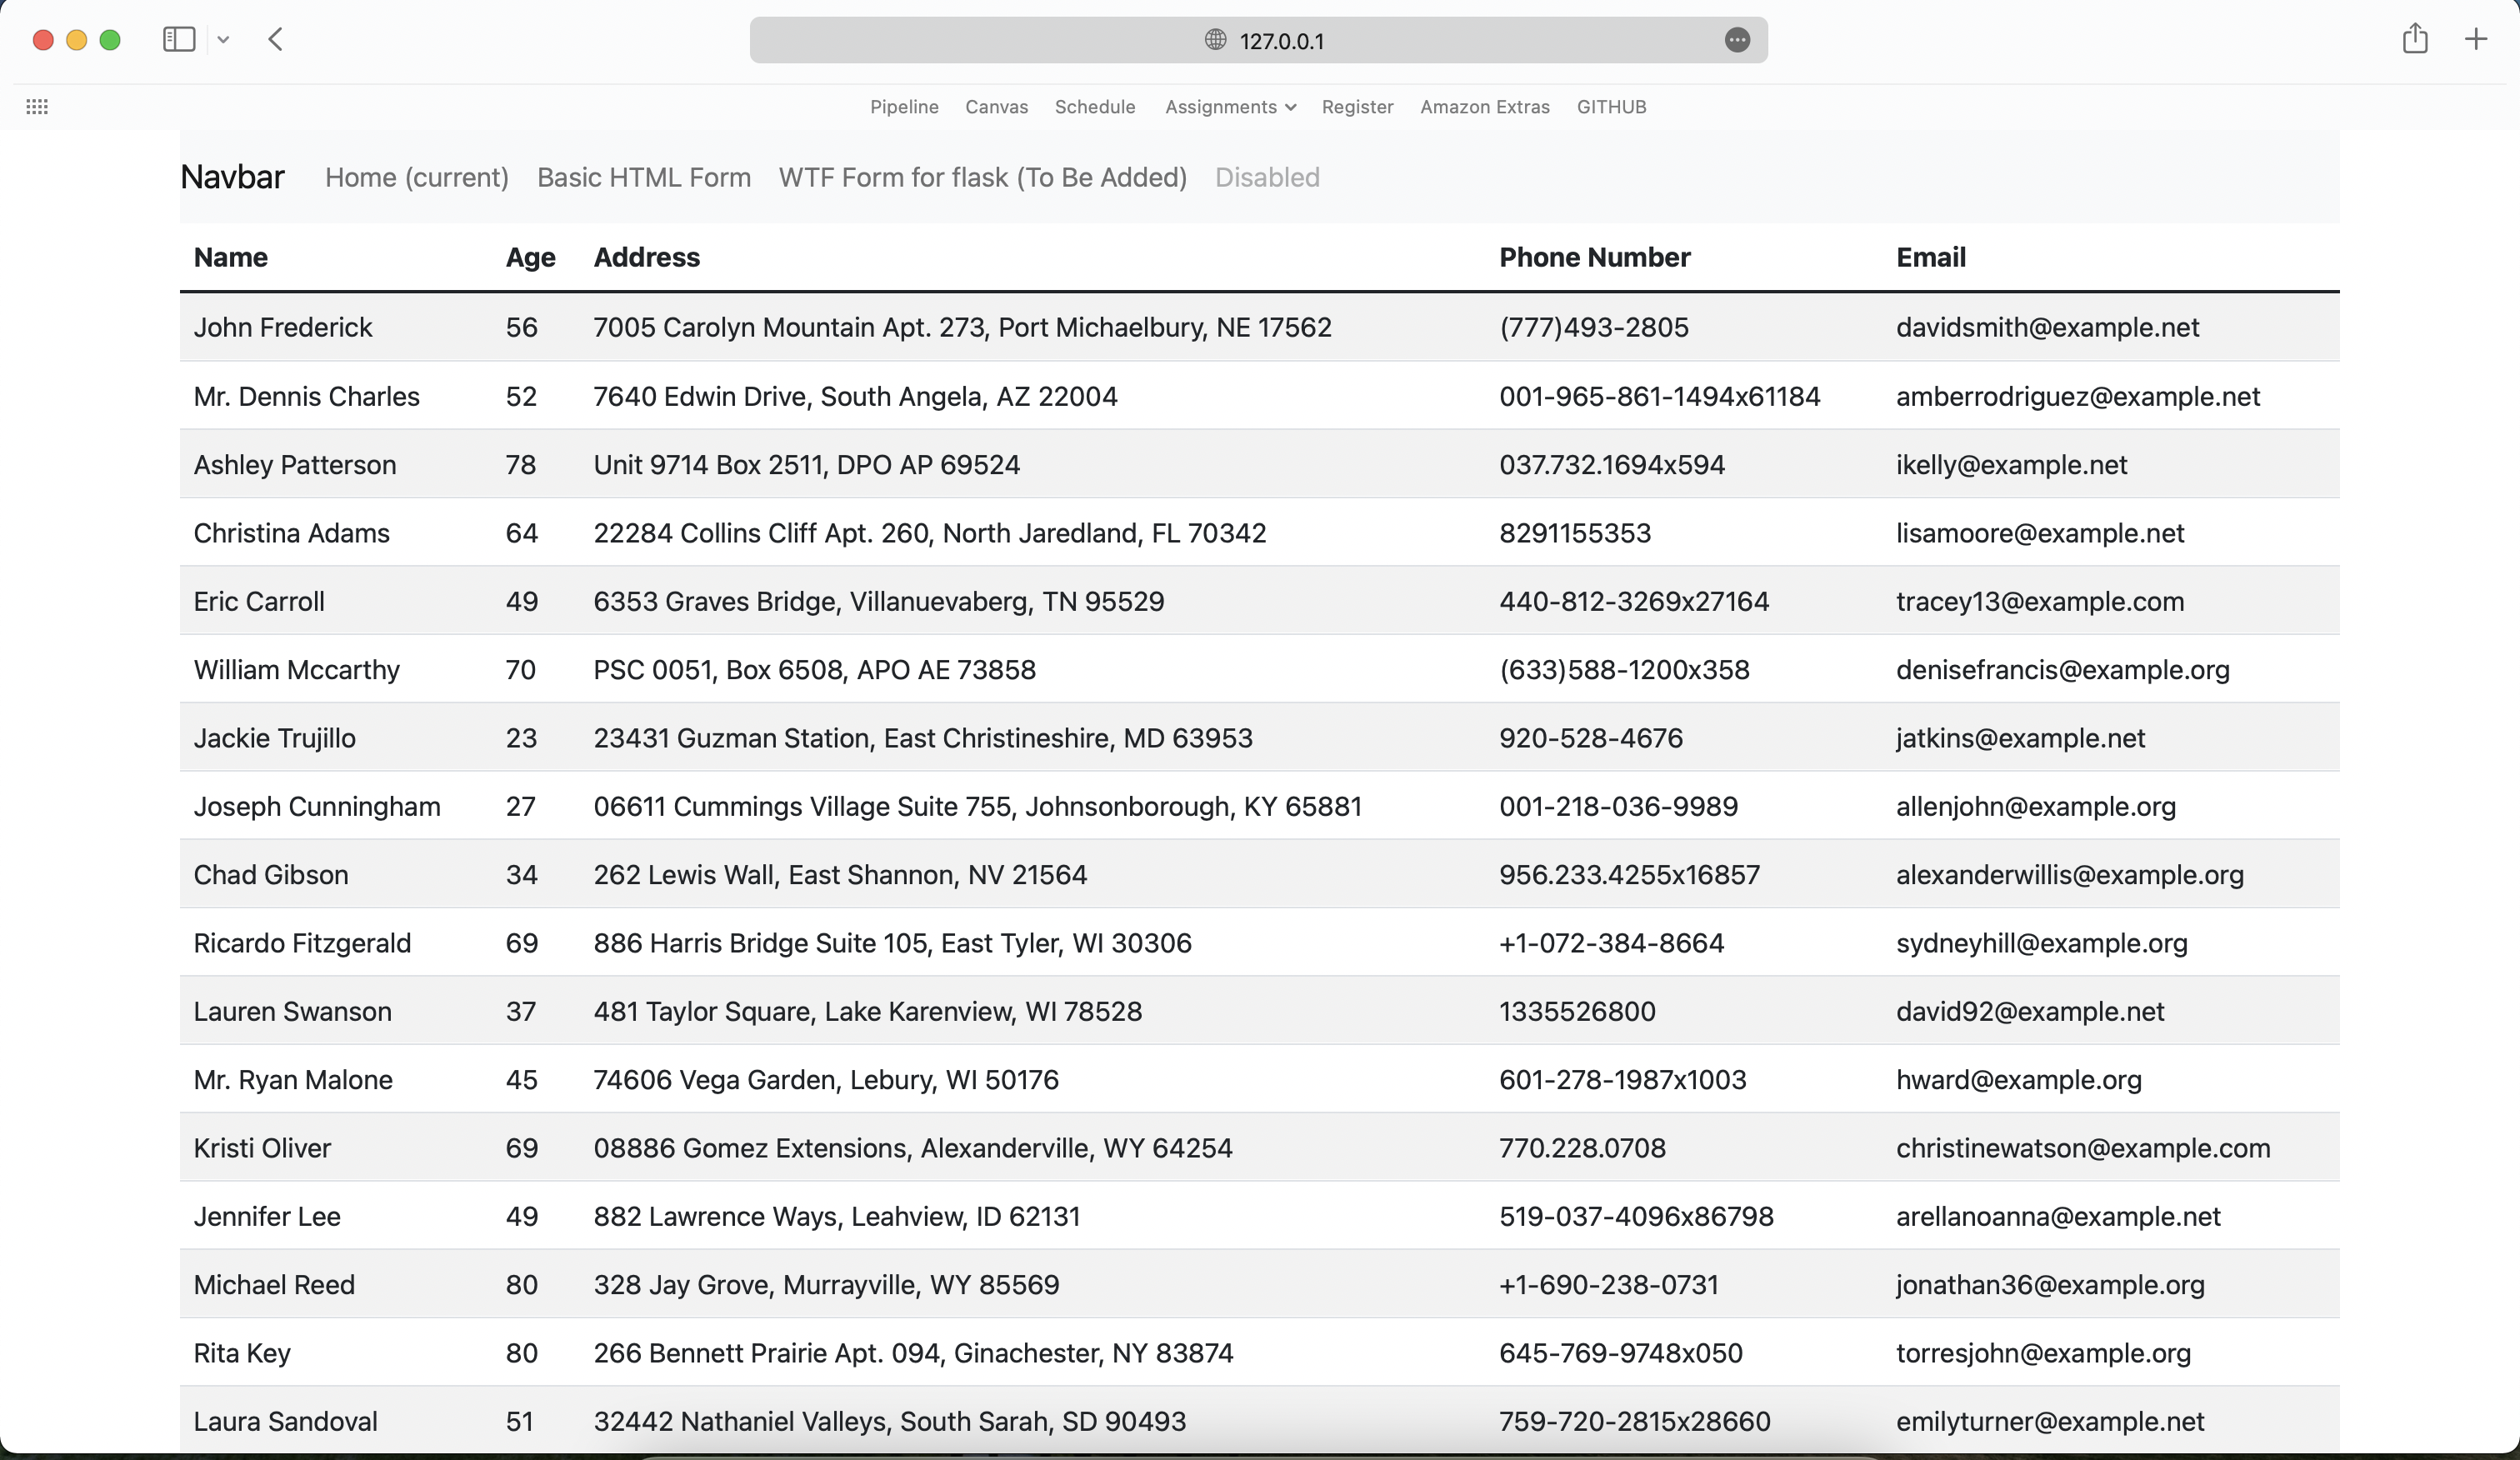 127.0.0.1
Pipeline Canvas Schedule Assignments Register Amazon Extras GITHUB
Navbar Home (current) Basic HTML Form WTF Form for flask (To Be Added) Disabled
Name Age Address Phone Number Email
John Frederick 56 7005 Carolyn Mountain Apt. 273, Port Michaelbury, NE 17562 (777)493-2805 davidsmith@example.net
Mr. Dennis Charles 52 7640 Edwin Drive, South Angela, AZ 22004 001-965-861-1494x61184 amberrodriguez@example.net
Ashley Patterson 78 Unit 9714 Box 2511, DPO AP 69524 037.732.1694x594 ikelly@example.net
Christina Adams 64 22284 Collins Cliff Apt. 260, North Jaredland, FL 70342 8291155353 lisamoore@example.net
Eric Carroll 49 6353 Graves Bridge, Villanuevaberg, TN 95529 440-812-3269x27164 tracey13@example.com
William Mccarthy 70 PSC 0051, Box 6508, APO AE 73858 (633)588-1200x358 denisefrancis@example.org
Jackie Trujillo 23 23431 Guzman Station, East Christineshire, MD 63953 920-528-4676 jatkins@example.net
Joseph Cunningham 27 06611 Cummings Village Suite 755, Johnsonborough, KY 65881 001-218-036-9989 allenjohn@example.org
Chad Gibson 34 262 Lewis Wall, East Shannon, NV 21564 956.233.4255x16857 alexanderwillis@example.org
Ricardo Fitzgerald 69 886 Harris Bridge Suite 105, East Tyler, WI 30306 +1-072-384-8664 sydneyhill@example.org
Lauren Swanson 37 481 Taylor Square, Lake Karenview, WI 78528 1335526800 david92@example.net
Mr. Ryan Malone 45 74606 Vega Garden, Lebury, WI 50176 601-278-1987x1003 hward@example.org
Kristi Oliver 69 08886 Gomez Extensions, Alexanderville, WY 64254 770.228.0708 christinewatson@example.com
Jennifer Lee 49 882 Lawrence Ways, Leahview, ID 62131 519-037-4096x86798 arellanoanna@example.net
Michael Reed 80 328 Jay Grove, Murrayville, WY 85569 +1-690-238-0731 jonathan36@example.org
Rita Key 80 266 Bennett Prairie Apt. 094, Ginachester, NY 83874 645-769-9748x050 torresjohn@example.org
Laura Sandoval 51 32442 Nathaniel Valleys, South Sarah, SD 90493 759-720-2815x28660 emilyturner@example.net